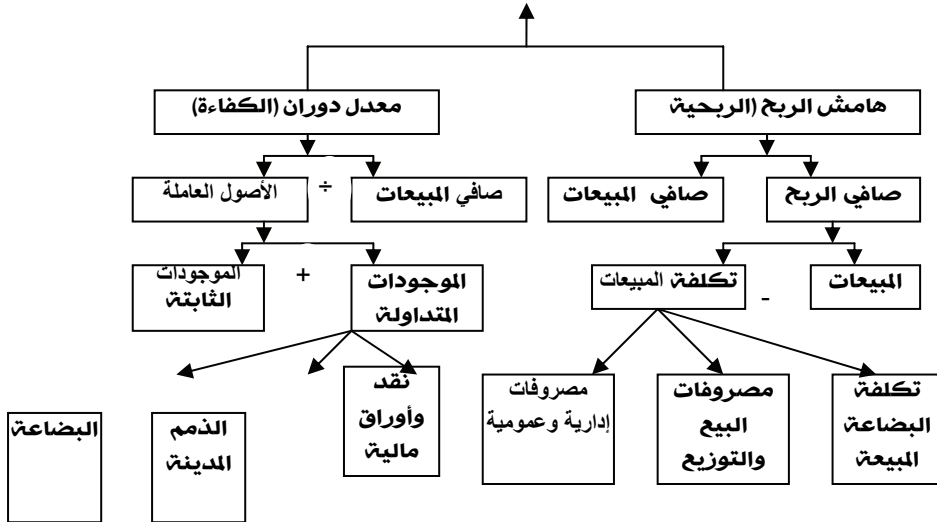 هامش الربح (الربحية
معدل دوران (الكفاءة)
صافي الربح
صافي المبيعات
صافي المبيعات
÷
الأصول العاملة
المبيعات
-
تكلفة المبيعات
الموجودات
المتداولة
+
الموجودات
الثابتة
تكلفة
البضاعة
المبيعة
مصروفات
البيع
والتوزيع
مصروفات
إدارية وعمومية
نقد
وأوراق
مالية
الذمم
المدينة
البضاعة